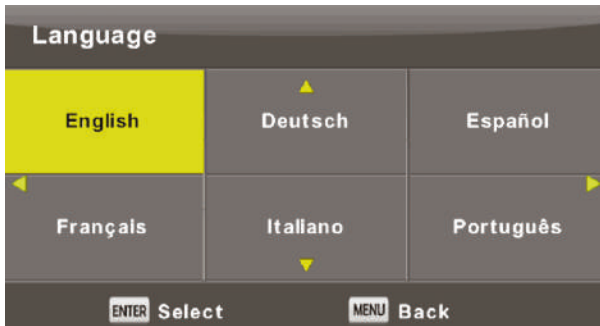 Language
English Deutsch Español
Français Italiano Português
ENTER Select MENU Back